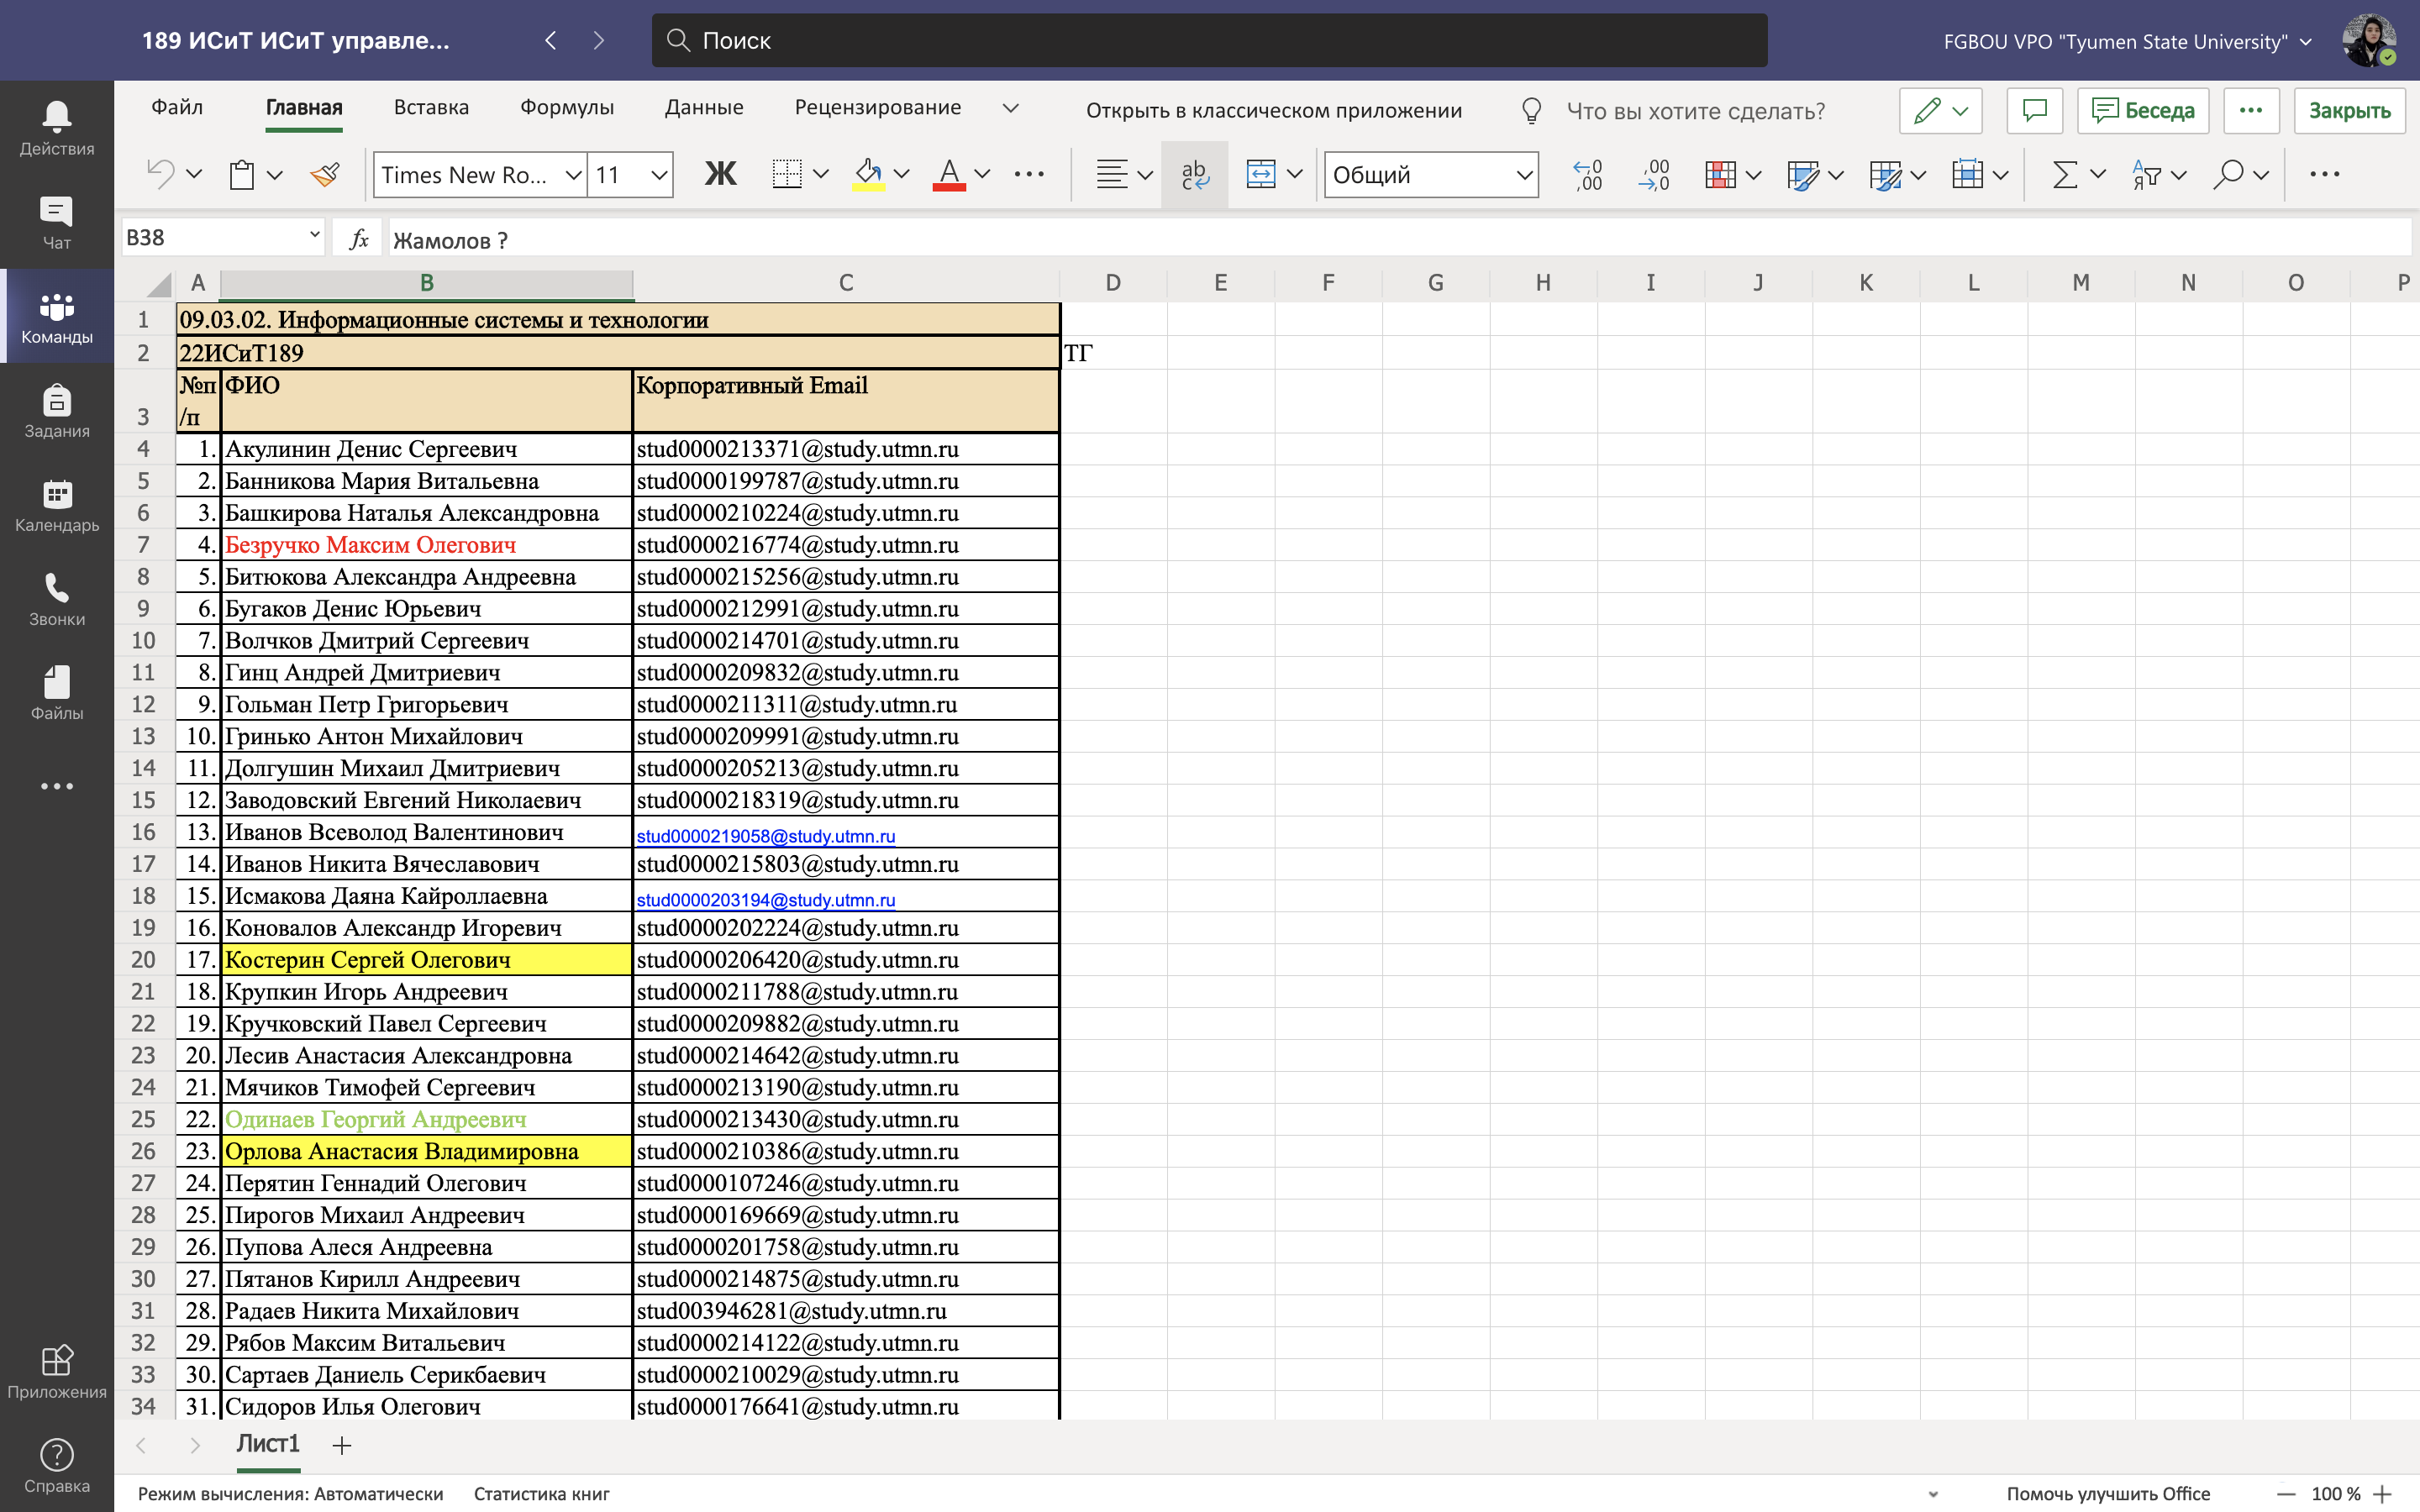 189 ИСиТ ИСиТ управле...
Поиск
FGBOU VPO "Tyumen State University"
Файл Главная Вставка Формулы Данные Рецензирование Открыть в классическом приложении Что вы хотите сделать? Беседа ... Закрыть
Times New Ro... 11 Ж A ... ab c Общий ,00 ,00 Σ А Я ...
B38 fx Жамолов ?
A B C D E F G H I J K L M N O P
1 09.03.02. Информационные системы и технологии
2 22ИСиТ189 ТГ
3 №п/п ФИО Корпоративный Email
4 1. Акулинин Денис Сергеевич stud0000213371@study.utmn.ru
5 2. Банникова Мария Витальевна stud0000199787@study.utmn.ru
6 3. Башкирова Наталья Александровна stud0000210224@study.utmn.ru
7 4. Безручко Максим Олегович stud0000216774@study.utmn.ru
8 5. Битюкова Александра Андреевна stud0000215256@study.utmn.ru
9 6. Бугаков Денис Юрьевич stud0000212991@study.utmn.ru
10 7. Волчков Дмитрий Сергеевич stud0000214701@study.utmn.ru
11 8. Гинц Андрей Дмитриевич stud0000209832@study.utmn.ru
12 9. Гольман Петр Григорьевич stud0000211311@study.utmn.ru
13 10. Гринько Антон Михайлович stud0000209991@study.utmn.ru
14 11. Долгушин Михаил Дмитриевич stud0000205213@study.utmn.ru
15 12. Заводовский Евгений Николаевич stud0000218319@study.utmn.ru
16 13. Иванов Всеволод Валентинович stud0000219058@study.utmn.ru
17 14. Иванов Никита Вячеславович stud0000215803@study.utmn.ru
18 15. Исмакова Даяна Кайроллаевна stud0000203194@study.utmn.ru
19 16. Коновалов Александр Игоревич stud0000202224@study.utmn.ru
20 17. Костерин Сергей Олегович stud0000206420@study.utmn.ru
21 18. Крупкин Игорь Андреевич stud0000211788@study.utmn.ru
22 19. Кручковский Павел Сергеевич stud0000209882@study.utmn.ru
23 20. Лесив Анастасия Александровна stud0000214642@study.utmn.ru
24 21. Мячиков Тимофей Сергеевич stud0000213190@study.utmn.ru
25 22. Одинаев Георгий Андреевич stud0000213430@study.utmn.ru
26 23. Орлова Анастасия Владимировна stud0000210386@study.utmn.ru
27 24. Перятин Геннадий Олегович stud0000107246@study.utmn.ru
28 25. Пирогов Михаил Андреевич stud0000169669@study.utmn.ru
29 26. Пупова Алеся Андреевна stud0000201758@study.utmn.ru
30 27. Пятанов Кирилл Андреевич stud0000214875@study.utmn.ru
31 28. Радаев Никита Михайлович stud003946281@study.utmn.ru
32 29. Рябов Максим Витальевич stud0000214122@study.utmn.ru
33 30. Сартаев Даниель Серикбаевич stud0000210029@study.utmn.ru
34 31. Сидоров Илья Олегович stud0000176641@study.utmn.ru
Действия
Чат
Команды
Задания
Календарь
Звонки
Файлы
Приложения
Справка
Лист1
Режим вычисления: Автоматически Статистика книг Помочь улучшить Office 100 %